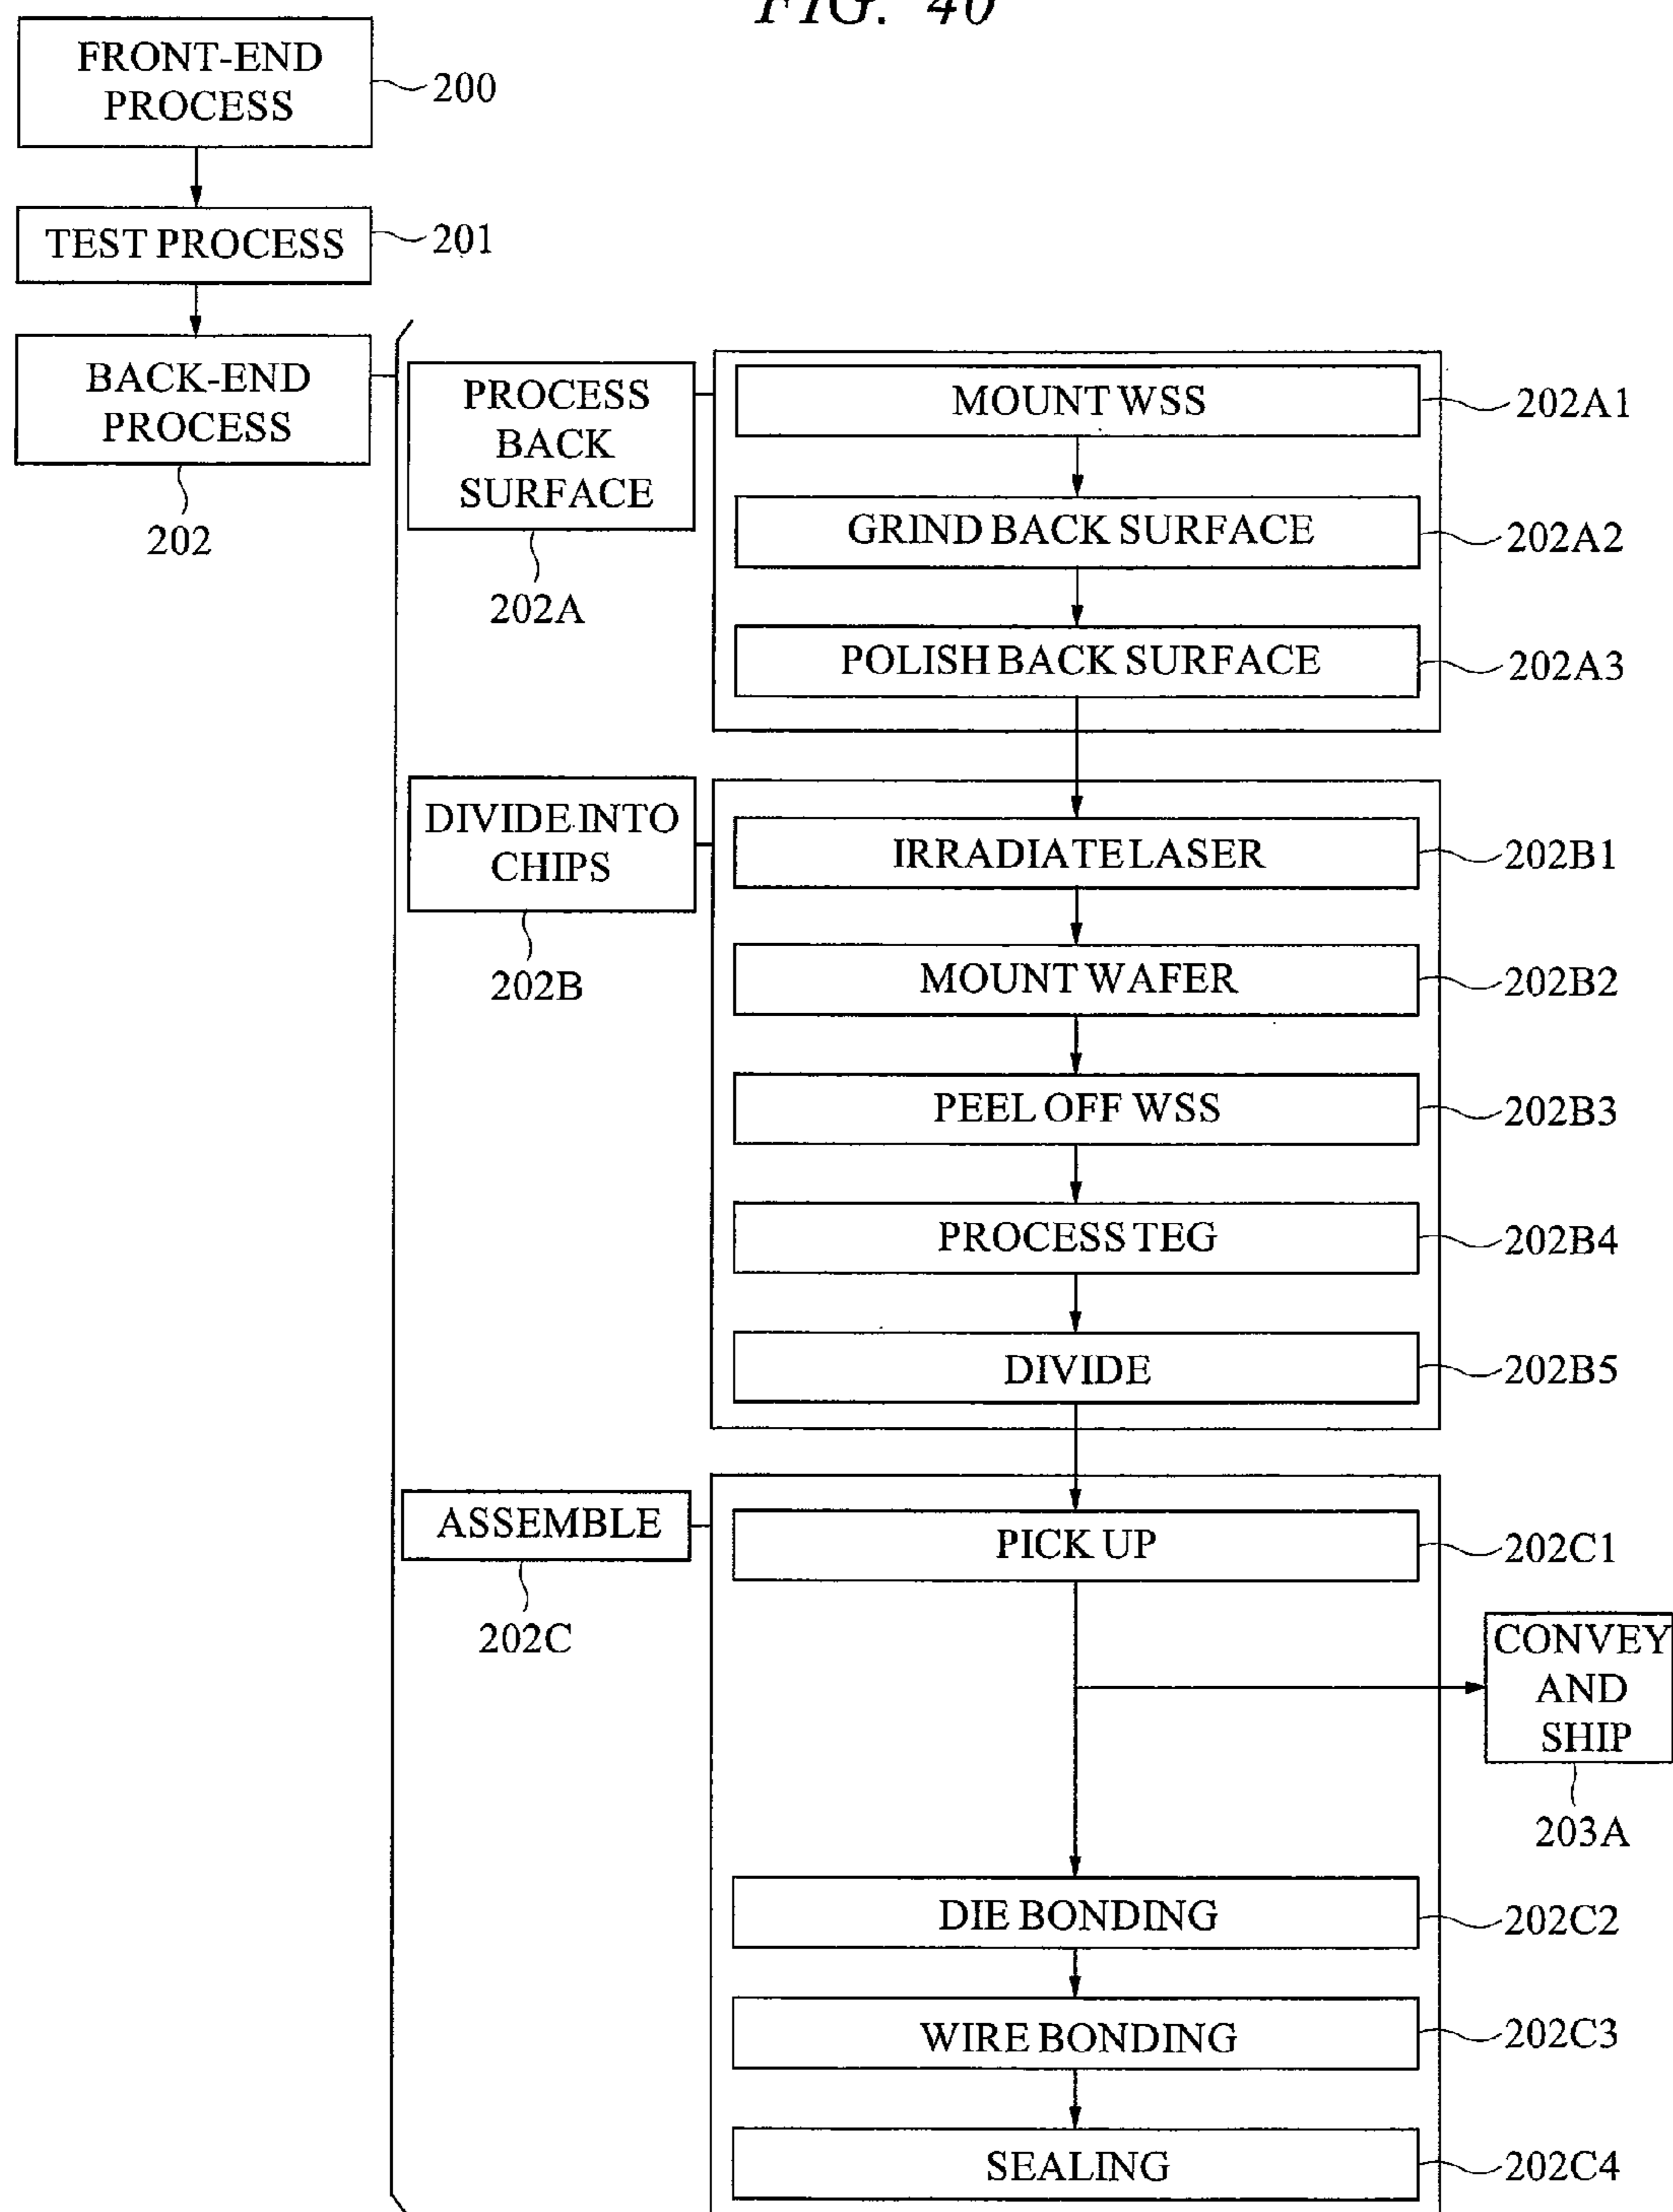 FIG. 40
FRONT-END
PROCESS
200
TEST PROCESS
201
BACK-END
PROCESS
202
PROCESS
BACK
SURFACE
202A
MOUNT WSS
202A1
GRIND BACK SURFACE
202A2
POLISH BACK SURFACE
202A3
DIVIDE INTO
CHIPS
202B
IRRADIATE LASER
202B1
MOUNT WAFER
202B2
PEEL OFF WSS
202B3
PROCESS TEG
202B4
DIVIDE
202B5
ASSEMBLE
202C
PICK UP
202C1
CONVEY
AND
SHIP
203A
DIE BONDING
202C2
WIRE BONDING
202C3
SEALING
202C4